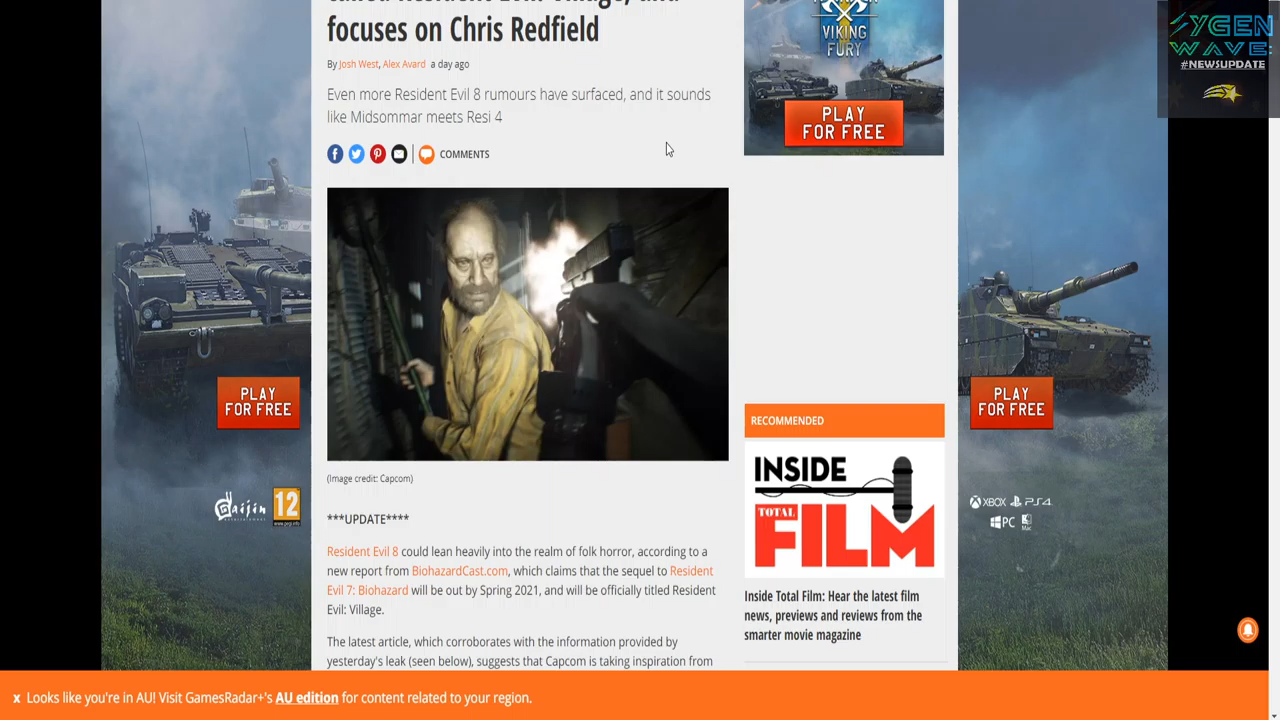 called Resident Evil Village, and
focuses on Chris Redfield
By Josh West, Alex Avard a day ago
Even more Resident Evil 8 rumours have surfaced, and it sounds
like Midsommar meets Resi 4
COMMENTS
(Image credit: Capcom)
***UPDATE****
Resident Evil 8 could lean heavily into the realm of folk horror, according to a
new report from BiohazardCast.com, which claims that the sequel to Resident
Evil 7: Biohazard will be out by Spring 2021, and will be officially titled Resident
Evil: Village.
The latest article, which corroborates with the information provided by
yesterday's leak (seen below), suggests that Capcom is taking inspiration from
VIKING
FURY
PLAY
FOR FREE
RECOMMENDED
INSIDE
TOTAL
FILM
Inside Total Film: Hear the latest film
news, previews and reviews from the
smarter movie magazine
PLAY
FOR FREE
Gaijin
12
PLAY
FOR FREE
XBOX PS4
PC Mac
SYGEN
WAVE:
#NEWSUPDATE
x Looks like you're in AU! Visit GamesRadar+'s AU edition for content related to your region.